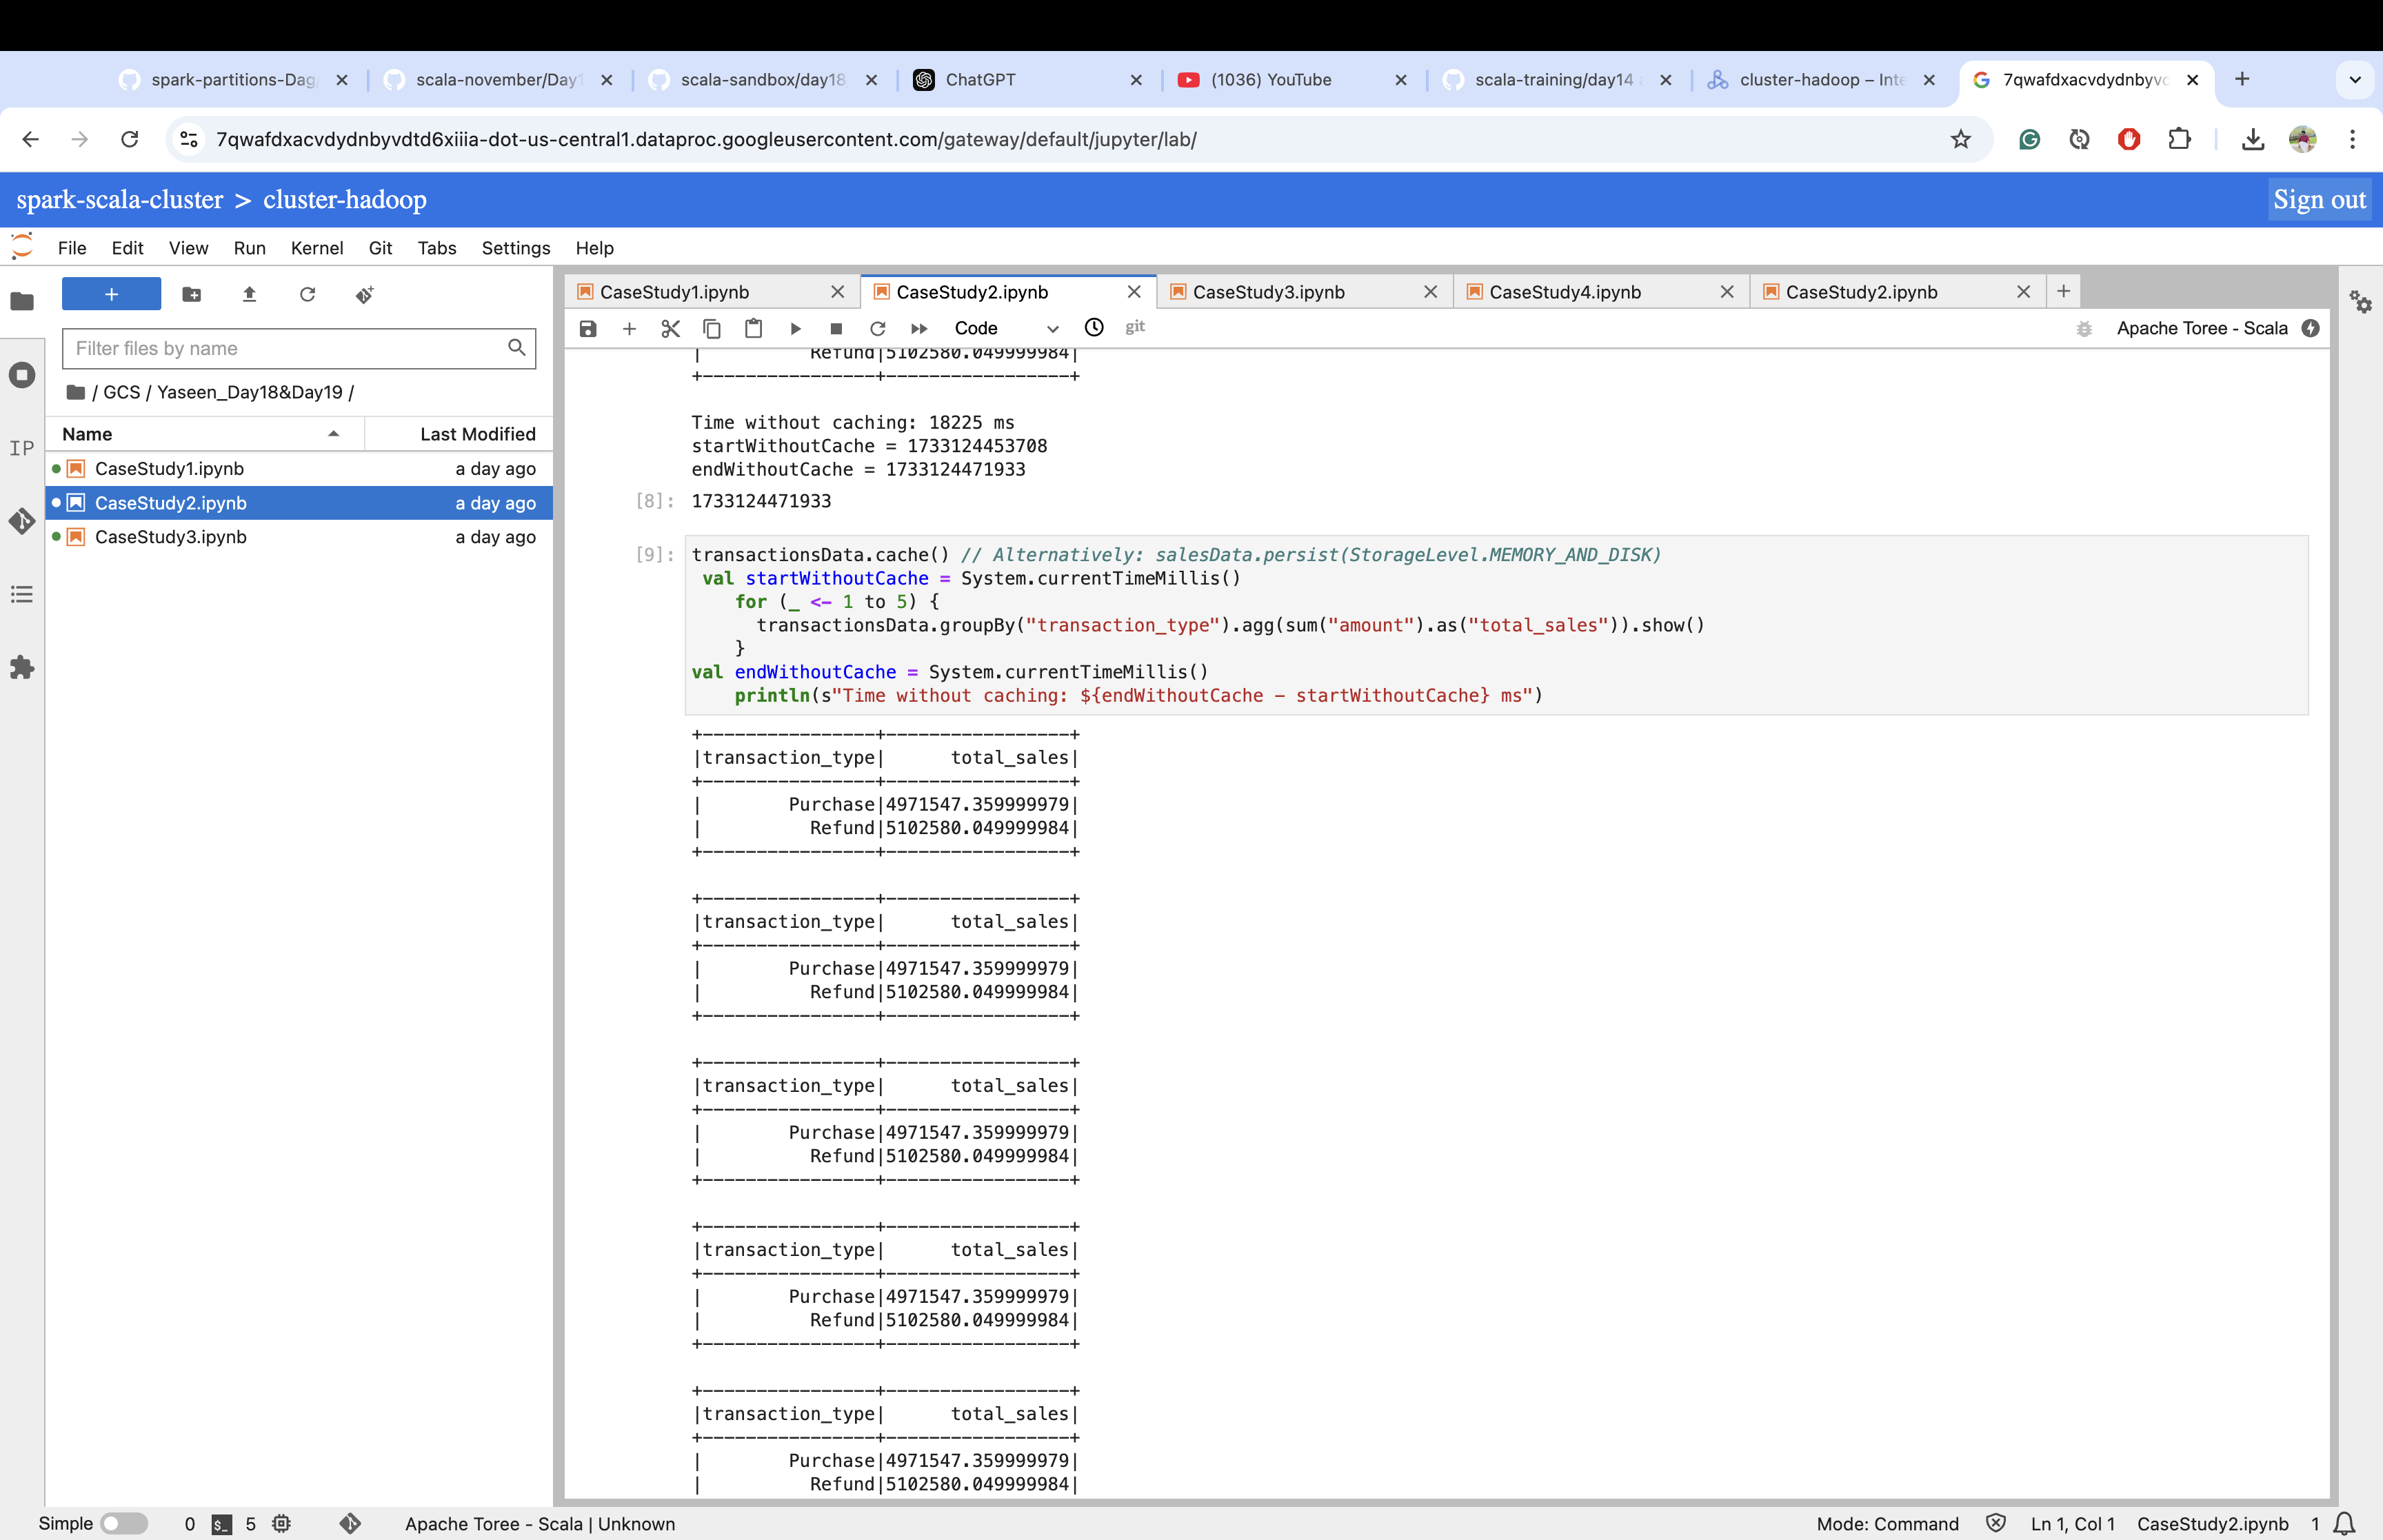 spark-partitions-Dag
scala-november/Day1
scala-sandbox/day18
ChatGPT
(1036) YouTube
scala-training/day14
cluster-hadoop – Inte
7qwafdxacvdydnbyvd
7qwafdxacvdydnbyvdtd6xiiia-dot-us-central1.dataproc.googleusercontent.com/gateway/default/jupyter/lab/
spark-scala-cluster > cluster-hadoop
Sign out
File Edit View Run Kernel Git Tabs Settings Help
+
CaseStudy1.ipynb
CaseStudy2.ipynb
CaseStudy3.ipynb
CaseStudy4.ipynb
CaseStudy2.ipynb
Code
git
Apache Toree - Scala
Filter files by name
/ GCS / Yaseen_Day18&Day19 /
Name Last Modified
CaseStudy1.ipynb a day ago
CaseStudy2.ipynb a day ago
CaseStudy3.ipynb a day ago
IP
| Refund|5102580.049999984|
+----------------+-----------------+
Time without caching: 18225 ms
startWithoutCache = 1733124453708
endWithoutCache = 1733124471933
[8]: 1733124471933
[9]: transactionsData.cache() // Alternatively: salesData.persist(StorageLevel.MEMORY_AND_DISK)
val startWithoutCache = System.currentTimeMillis()
for (_ <- 1 to 5) {
transactionsData.groupBy("transaction_type").agg(sum("amount").as("total_sales")).show()
}
val endWithoutCache = System.currentTimeMillis()
println(s"Time without caching: ${endWithoutCache - startWithoutCache} ms")
+----------------+-----------------+
|transaction_type| total_sales|
+----------------+-----------------+
| Purchase|4971547.359999979|
| Refund|5102580.049999984|
+----------------+-----------------+
+----------------+-----------------+
|transaction_type| total_sales|
+----------------+-----------------+
| Purchase|4971547.359999979|
| Refund|5102580.049999984|
+----------------+-----------------+
+----------------+-----------------+
|transaction_type| total_sales|
+----------------+-----------------+
| Purchase|4971547.359999979|
| Refund|5102580.049999984|
+----------------+-----------------+
+----------------+-----------------+
|transaction_type| total_sales|
+----------------+-----------------+
| Purchase|4971547.359999979|
| Refund|5102580.049999984|
+----------------+-----------------+
+----------------+-----------------+
|transaction_type| total_sales|
+----------------+-----------------+
| Purchase|4971547.359999979|
| Refund|5102580.049999984|
Simple 0 $_ 5 Apache Toree - Scala | Unknown Mode: Command Ln 1, Col 1 CaseStudy2.ipynb 1